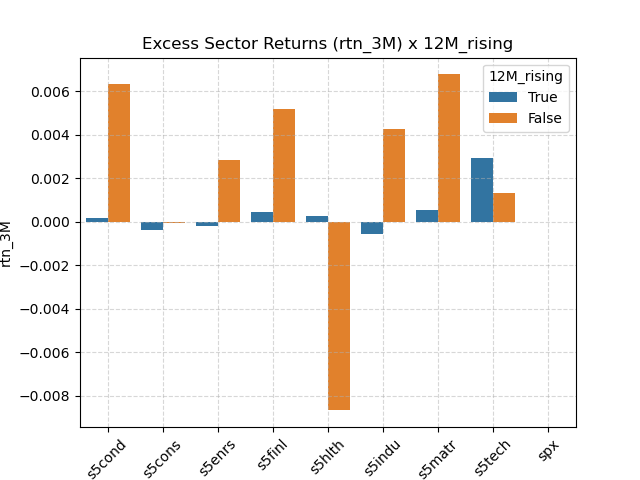 Excess Sector Returns (rtn_3M) x 12M_rising
12M_rising
True
False
0.006
0.004
0.002
0.000
−0.002
−0.004
−0.006
−0.008
rtn_3M
s5cond
s5cons
s5enrs
s5finl
s5hlth
s5indu
s5matr
s5tech
spx